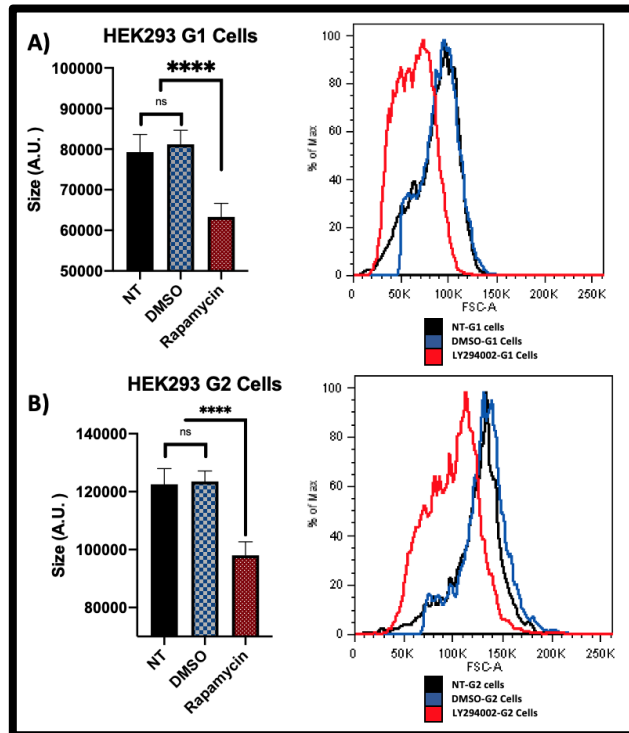 A)
HEK293 G1 Cells
****
ns
Size (A.U. )
100000
90000
80000
70000
60000
50000
NT
DMSO
Rapamycin
% of Max
100
80
60
40
20
0
0 50K 100K 150K 200K 250K
FSC-A
NT-G1 cells
DMSO-G1 Cells
LY294002-G1 Cells
B)
HEK293 G2 Cells
****
ns
Size (A.U. )
140000
120000
100000
80000
NT
DMSO
Rapamycin
% of Max
100
80
60
40
20
0
0 50K 100K 150K 200K 250K
FSC-A
NT-G2 cells
DMSO-G2 Cells
LY294002-G2 Cells